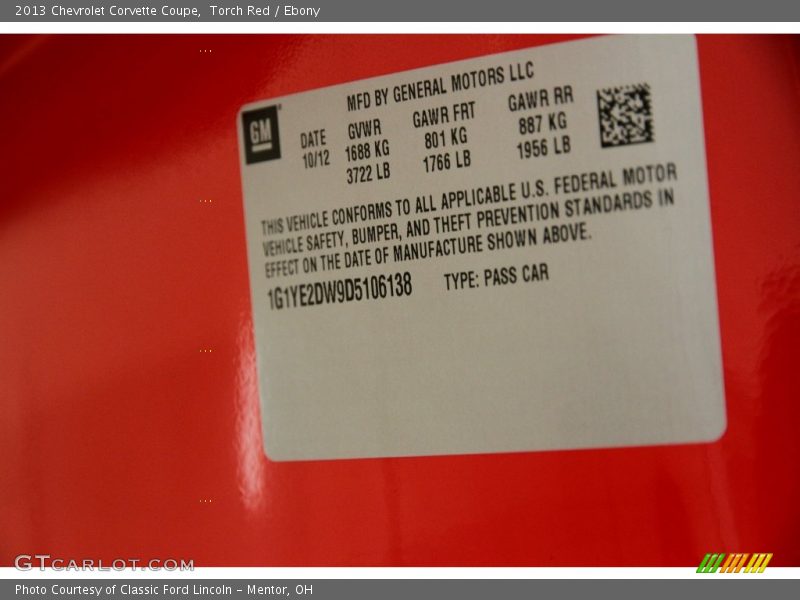 2013 Chevrolet Corvette Coupe,  Torch Red / Ebony
MFD BY GENERAL MOTORS LLC
GM
DATE
10/12
GVWR
1688 KG
3722 LB
GAWR FRT
801 KG
1766 LB
GAWR RR
887 KG
1956 LB
THIS VEHICLE CONFORMS TO ALL APPLICABLE U.S. FEDERAL MOTOR
VEHICLE SAFETY, BUMPER, AND THEFT PREVENTION STANDARDS IN
EFFECT ON THE DATE OF MANUFACTURE SHOWN ABOVE.
1G1YE2DW9D5106138 TYPE: PASS CAR
GTCARLOT.COM
Photo Courtesy of Classic Ford Lincoln – Mentor, OH